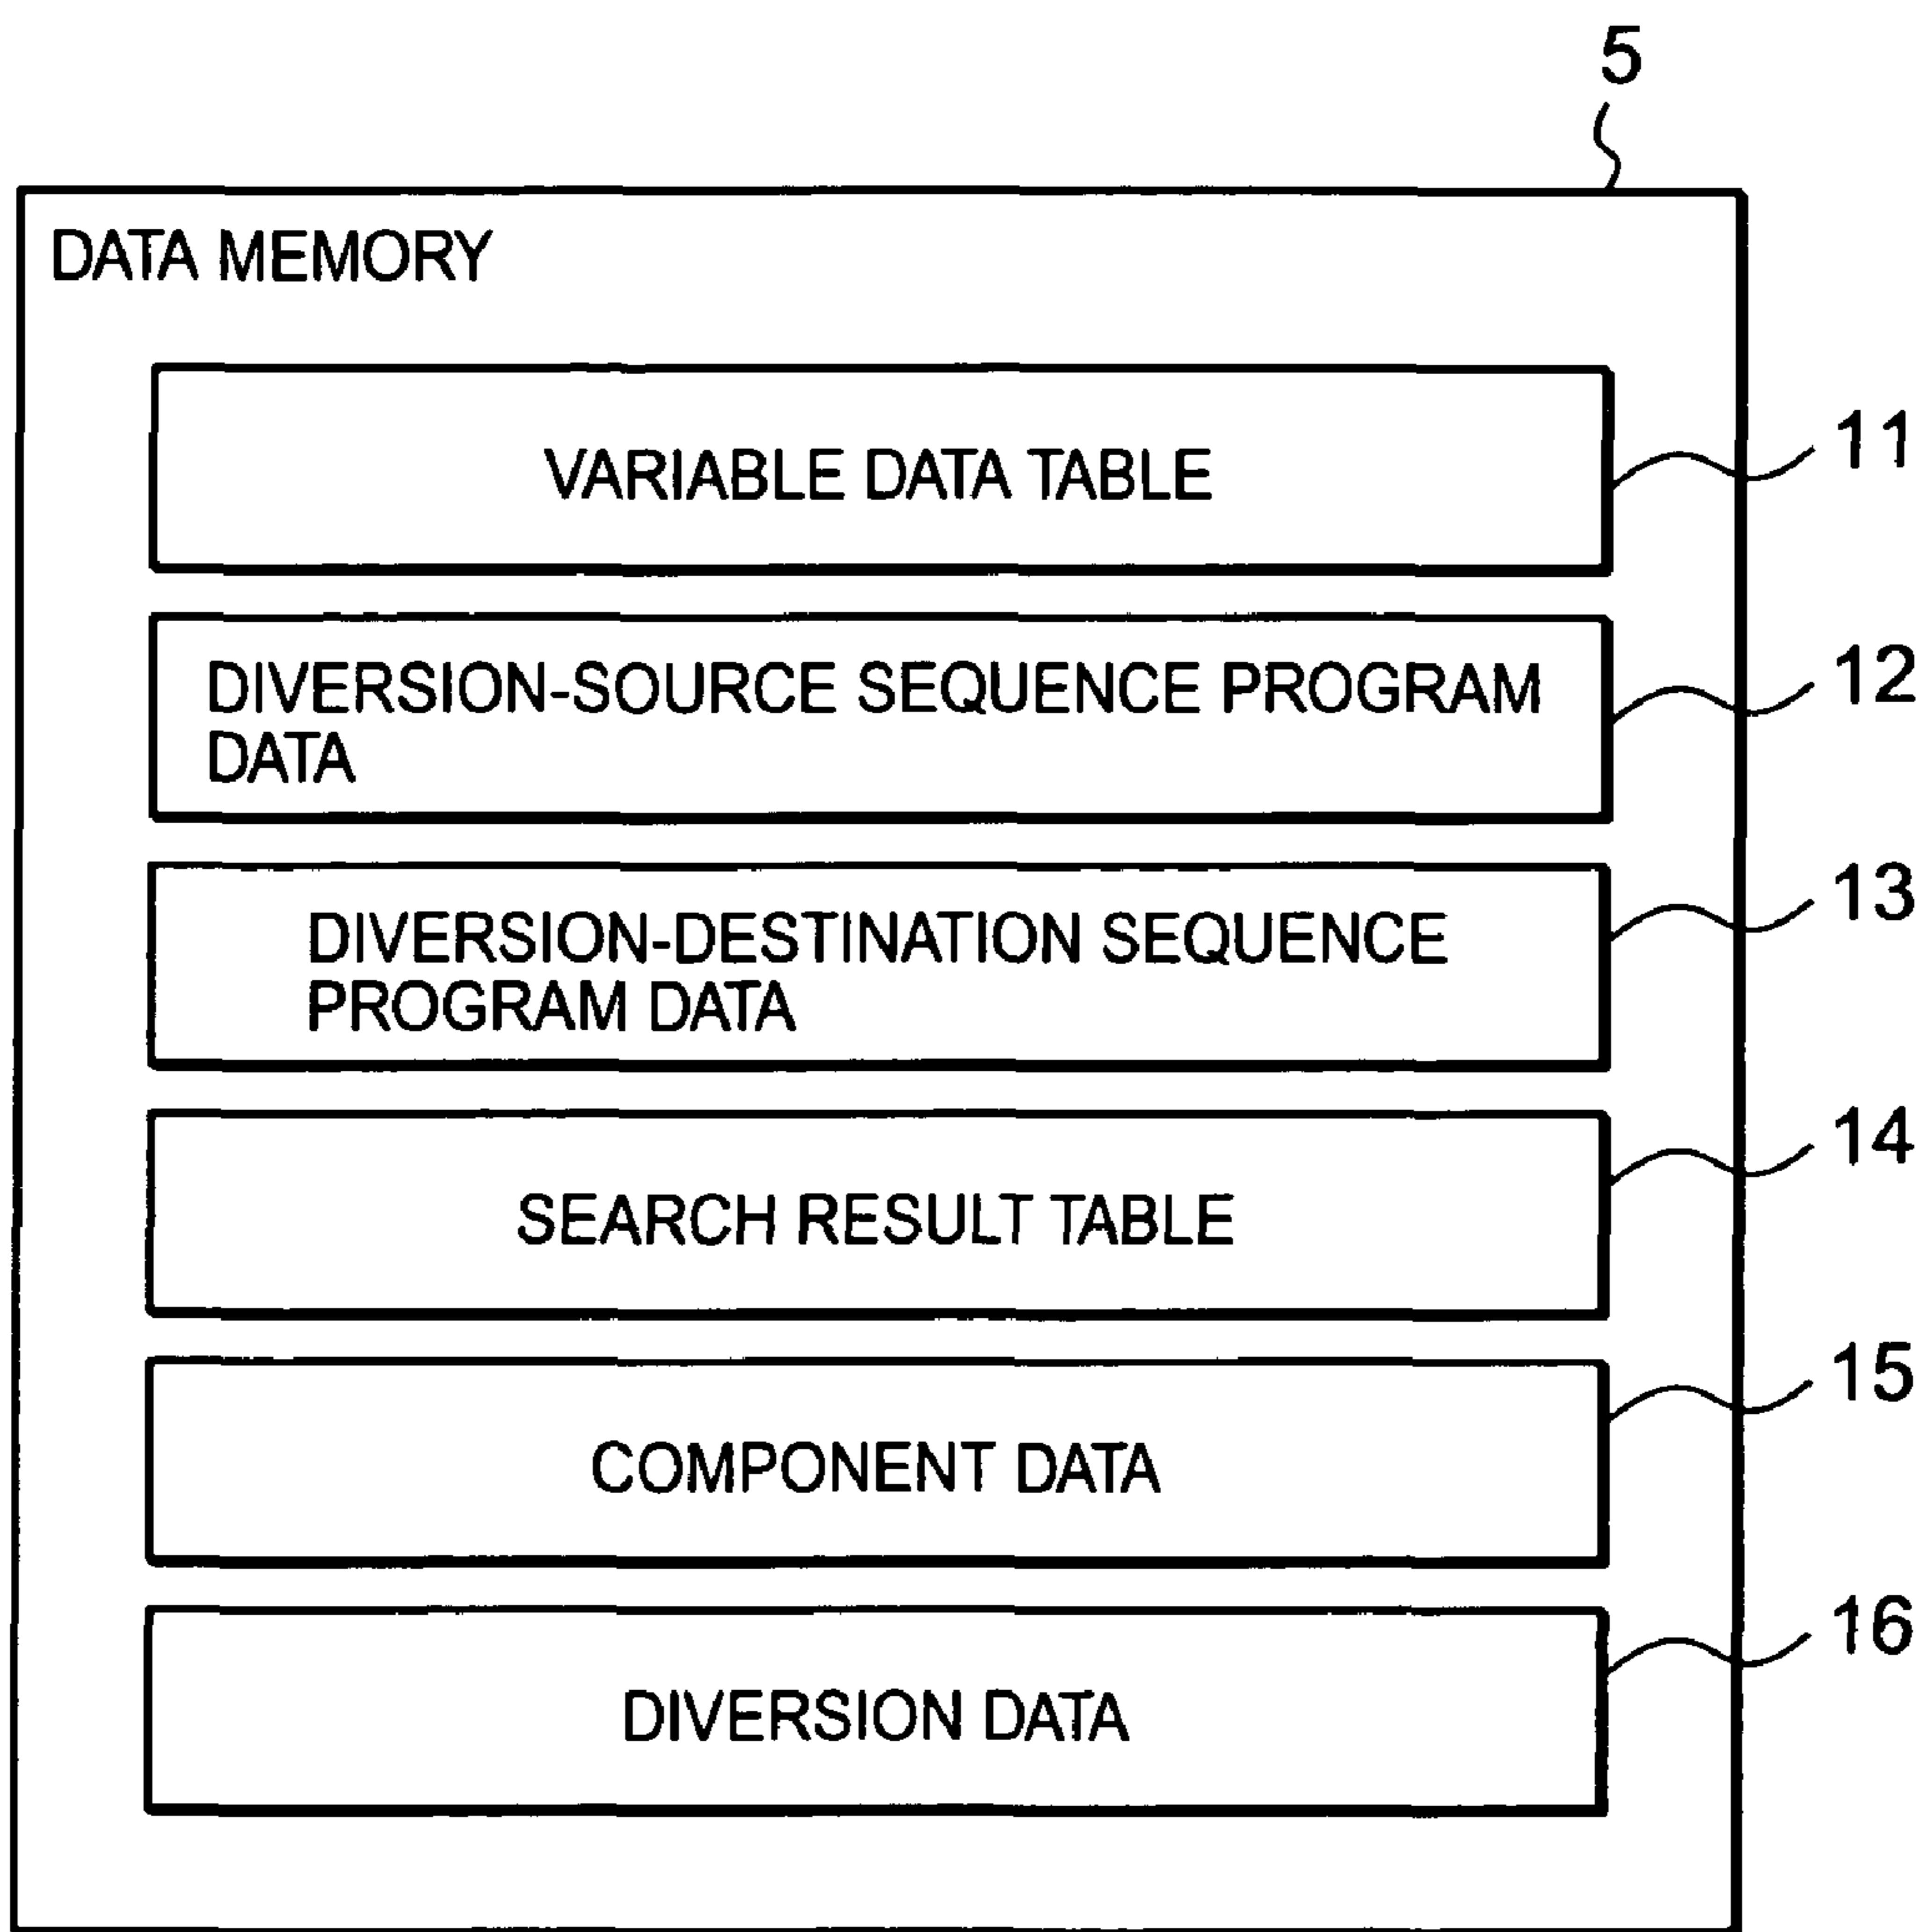 5
DATA MEMORY
VARIABLE DATA TABLE
11
DIVERSION-SOURCE SEQUENCE PROGRAM
DATA
12
DIVERSION-DESTINATION SEQUENCE
PROGRAM DATA
13
SEARCH RESULT TABLE
14
COMPONENT DATA
15
DIVERSION DATA
16